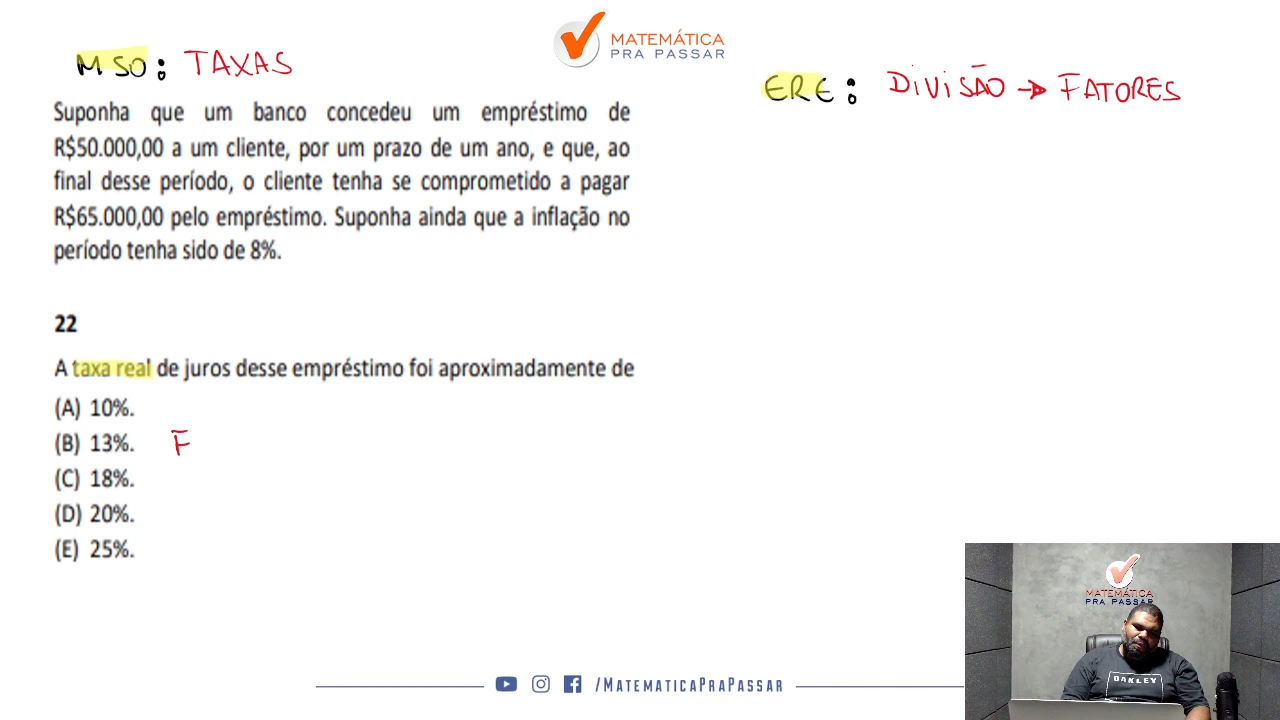 MATEMÁTICA
PRA PASSAR
MSO: TAXAS
ERE: DIVISÃO → FATORES
Suponha que um banco concedeu um empréstimo de
R$50.000,00 a um cliente, por um prazo de um ano, e que, ao
final desse período, o cliente tenha se comprometido a pagar
R$65.000,00 pelo empréstimo. Suponha ainda que a inflação no
período tenha sido de 8%.
22
A taxa real de juros desse empréstimo foi aproximadamente de
(A) 10%.
(B) 13%. F
(C) 18%.
(D) 20%.
(E) 25%.
MATEMÁTICA
PRA PASSAR
OAKLEY
/MATEMATICAPRAPASSAR